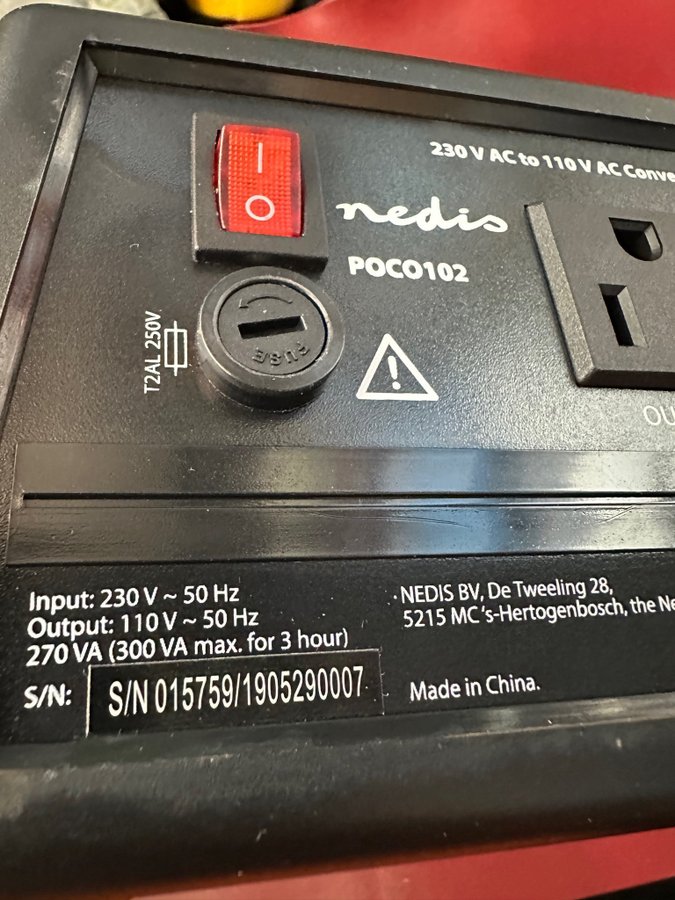 230 V AC to 110 V AC Conve
I
O
nedis
POCO102
T2AL 250V
FUSE
OU
Input: 230 V ~ 50 Hz
Output: 110 V ~ 50 Hz
270 VA (300 VA max. for 3 hour)
S/N: S/N 015759/1905290007
NEDIS BV, De Tweeling 28,
5215 MC 's-Hertogenbosch, the Ne
Made in China.